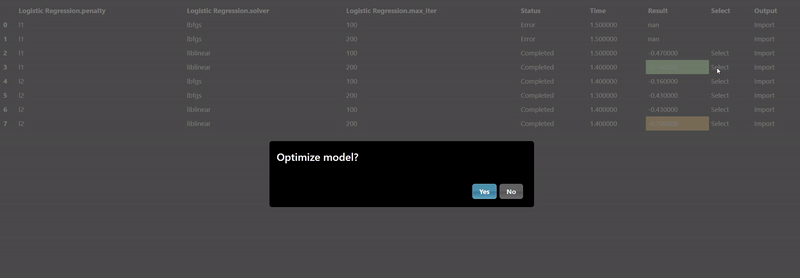 Logistic Regression.penalty Logistic Regression.solver Logistic Regression.max_iter Status Time Result Select Output
0 l1 lbfgs 100 Error 1.500000 nan Import
1 l1 lbfgs 200 Error 1.500000 nan Import
2 l1 liblinear 100 Completed 1.500000 -0.470000 Select Import
3 l1 liblinear 200 Completed 1.400000 Select Import
4 l2 lbfgs 100 Completed 1.400000 -0.160000 Select Import
5 l2 lbfgs 200 Completed 1.300000 -0.430000 Select Import
6 l2 liblinear 100 Completed 1.400000 -0.430000 Select Import
7 l2 liblinear 200 Completed 1.400000 Select Import
Optimize model?
Yes No